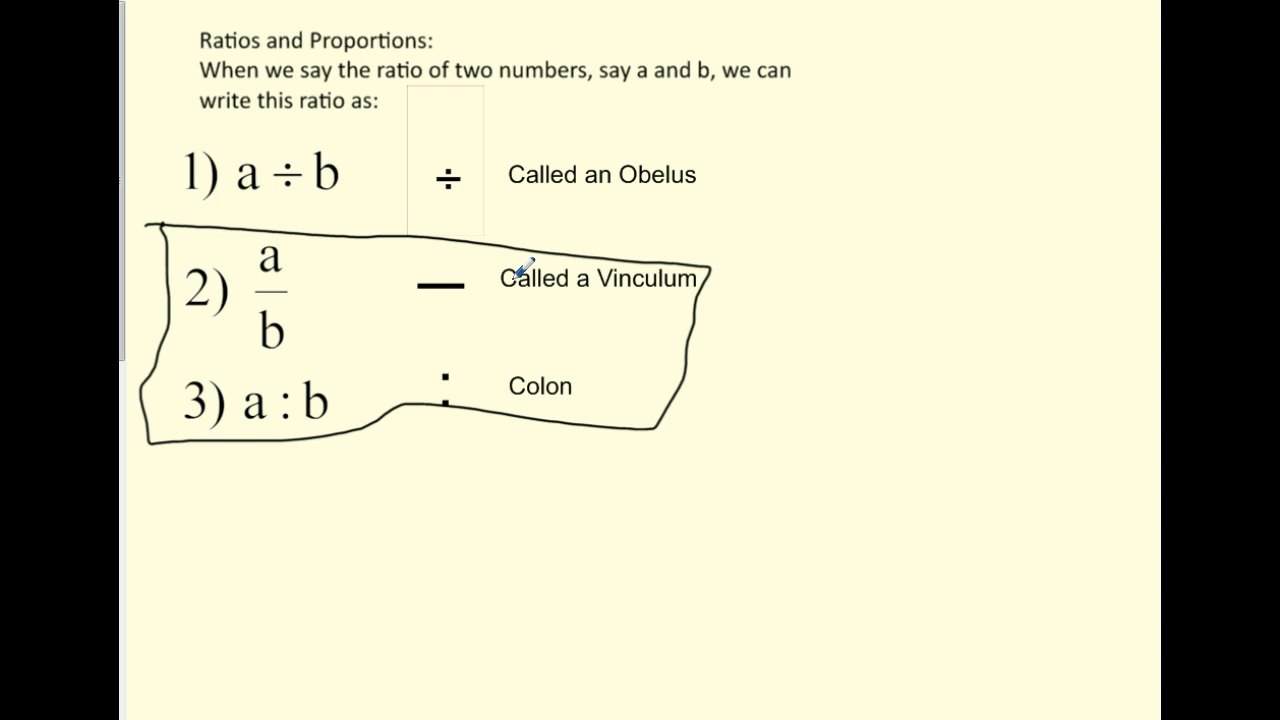 Ratios and Proportions:
When we say the ratio of two numbers, say a and b, we can
write this ratio as:
1) a ÷ b ÷ Called an Obelus
2) a
—
b — Called a Vinculum
3) a : b : Colon